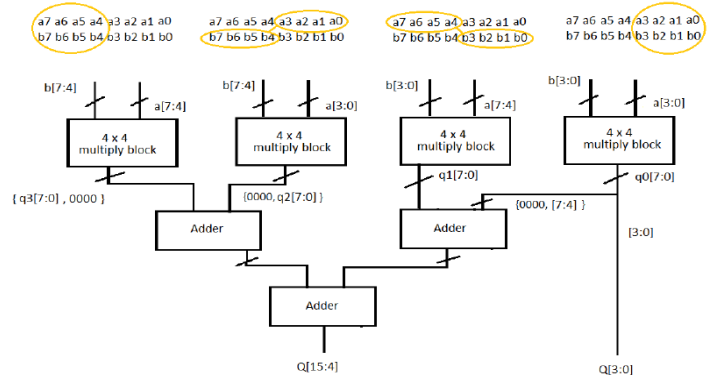 a7 a6 a5 a4 a3 a2 a1 a0
b7 b6 b5 b4 b3 b2 b1 b0
a7 a6 a5 a4 a3 a2 a1 a0
b7 b6 b5 b4 b3 b2 b1 b0
a7 a6 a5 a4 a3 a2 a1 a0
b7 b6 b5 b4 b3 b2 b1 b0
a7 a6 a5 a4 a3 a2 a1 a0
b7 b6 b5 b4 b3 b2 b1 b0
b[7:4]
a[7:4]
b[7:4]
a[3:0]
b[3:0]
a[7:4]
b[3:0]
a[3:0]
4 x 4
multiply block
4 x 4
multiply block
4 x 4
multiply block
4 x 4
multiply block
{ q3[7:0] , 0000 }
{0000, q2[7:0] }
q1[7:0]
q0[7:0]
{0000, [7:4] }
Adder
Adder
[3:0]
Adder
Q[15:4]
Q[3:0]